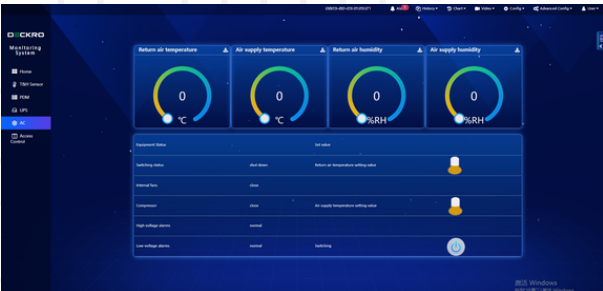 Alarm
History
Chart
Video
Config
Advanced Config
User
Monitoring
System
Home
T&H Sensor
PDM
UPS
AC
Access
Control
Return air temperature
Air supply temperature
Return air humidity
Air supply humidity
0
0
0
0
℃
℃
%RH
%RH
Equipment Status
Set value
Switching status
shut down
Return air temperature setting value
Internal fans
close
Compressor
close
Air supply temperature setting value
High-voltage alarms
normal
Low-voltage alarms
normal
Switching
激活 Windows